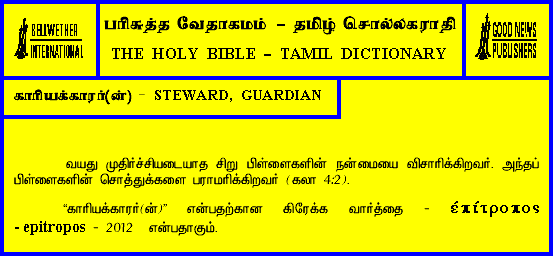 BELLWETHER
INTERNATIONAL
பரிசுத்த வேதாகமம் – தமிழ் சொல்லகராதி
THE HOLY BIBLE – TAMIL DICTIONARY
GOOD NEWS
PUBLISHERS
காரியக்காரர்(ன்) - STEWARD, GUARDIAN
வயது முதிர்ச்சியடையாத சிறு பிள்ளைகளின் நன்மையை விசாரிக்கிறவர். அந்தப்
பிள்ளைகளின் சொத்துக்களை பராமரிக்கிறவர் (கலா 4:2).
“காரியக்காரர்(ன்)” என்பதற்கான கிரேக்க வார்த்தை - έπίτροπος
- epitropos - 2012 என்பதாகும்.